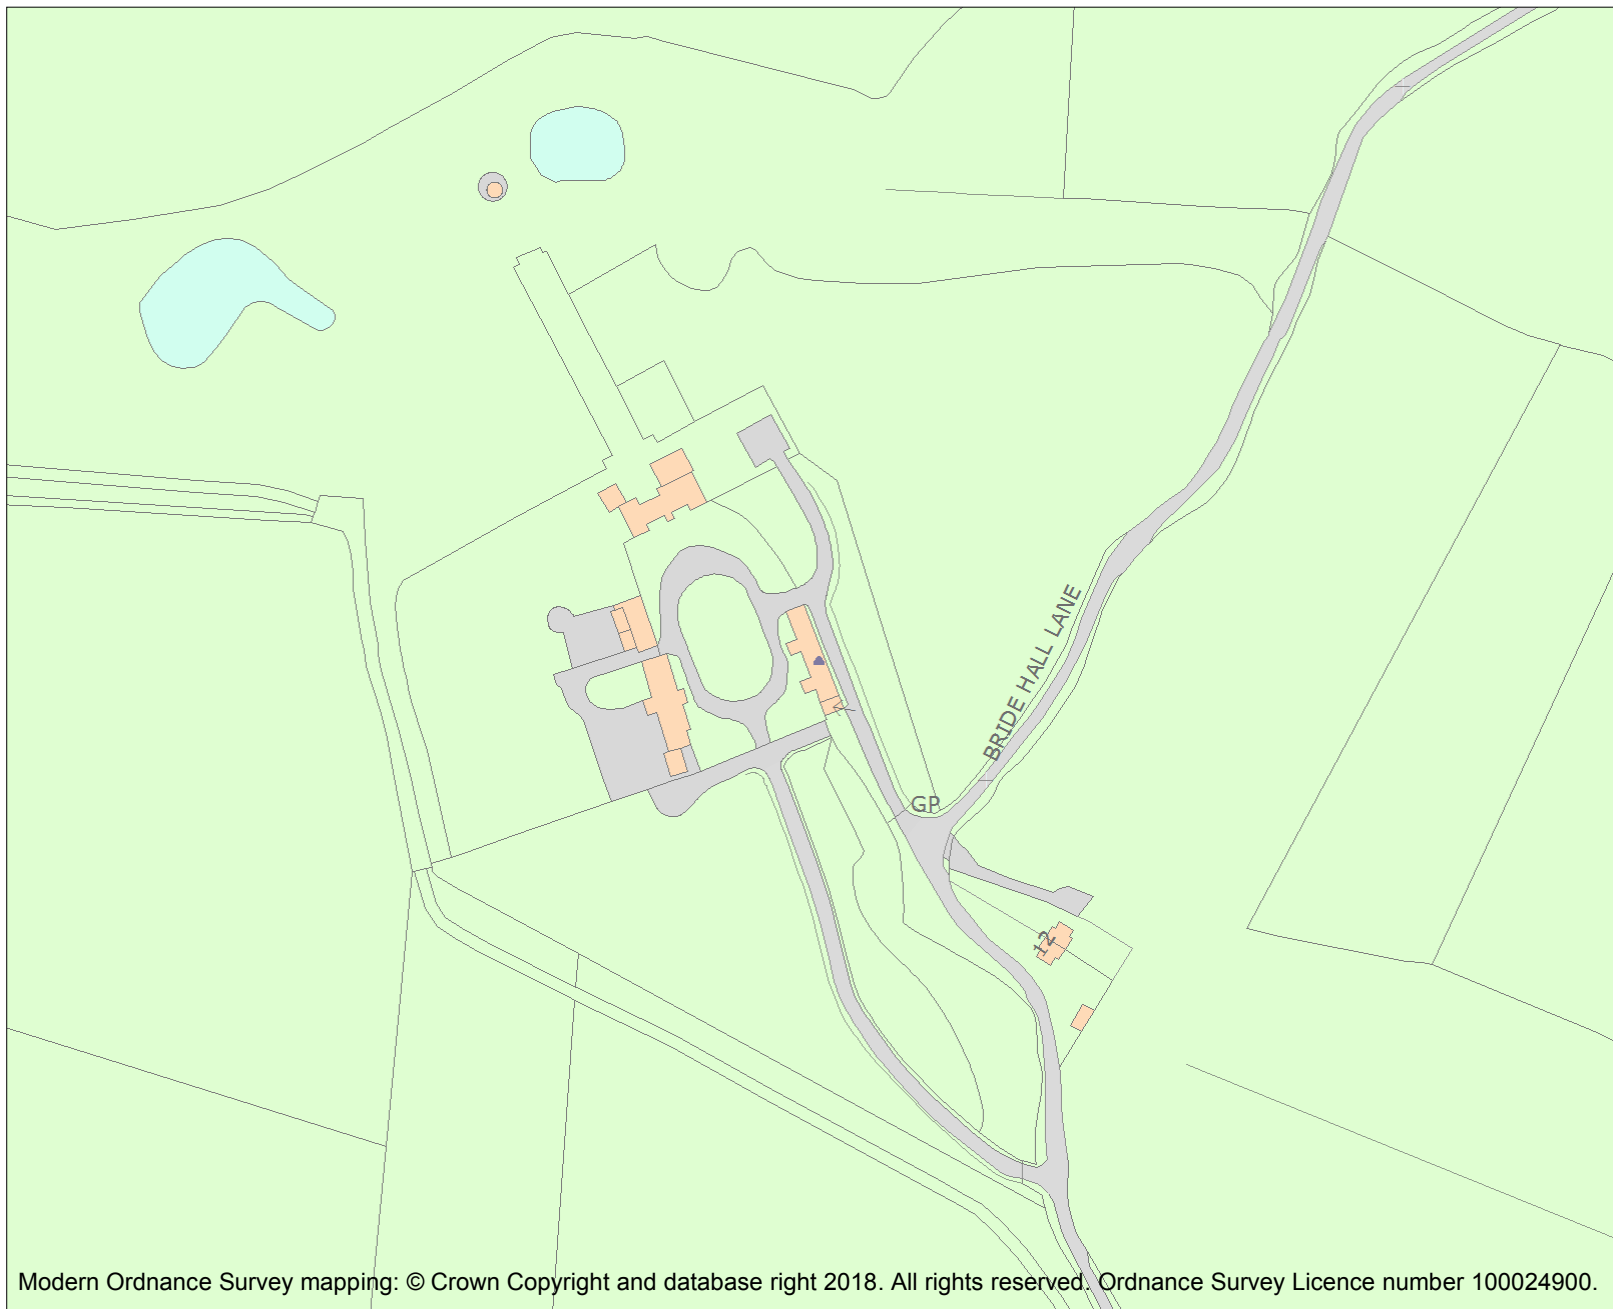 BRIDE HALL LANE
GP
12
Modern Ordnance Survey mapping: © Crown Copyright and database right 2018. All rights reserved. Ordnance Survey Licence number 100024900.